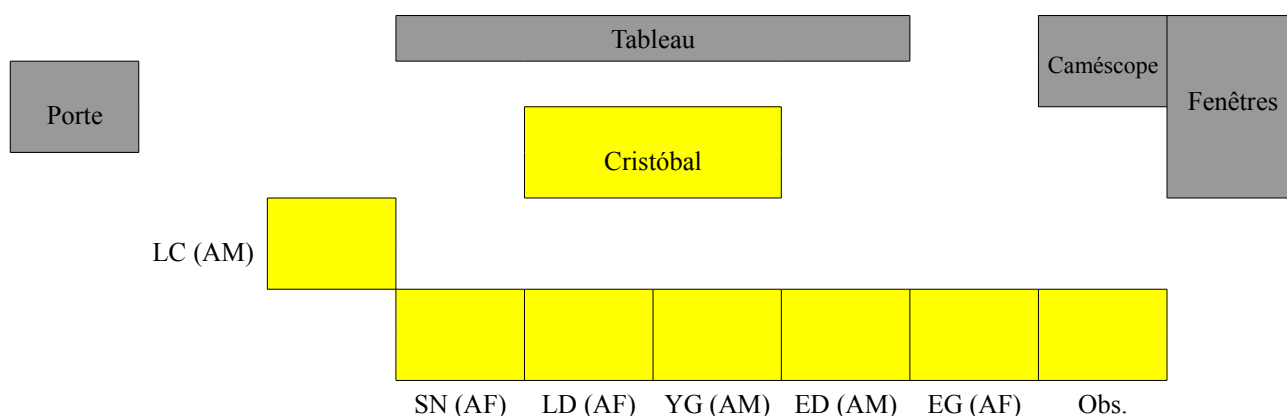 Tableau
Caméscope
Porte
Fenêtres
Cristóbal
LC (AM)
SN (AF) LD (AF) YG (AM) ED (AM) EG (AF) Obs.